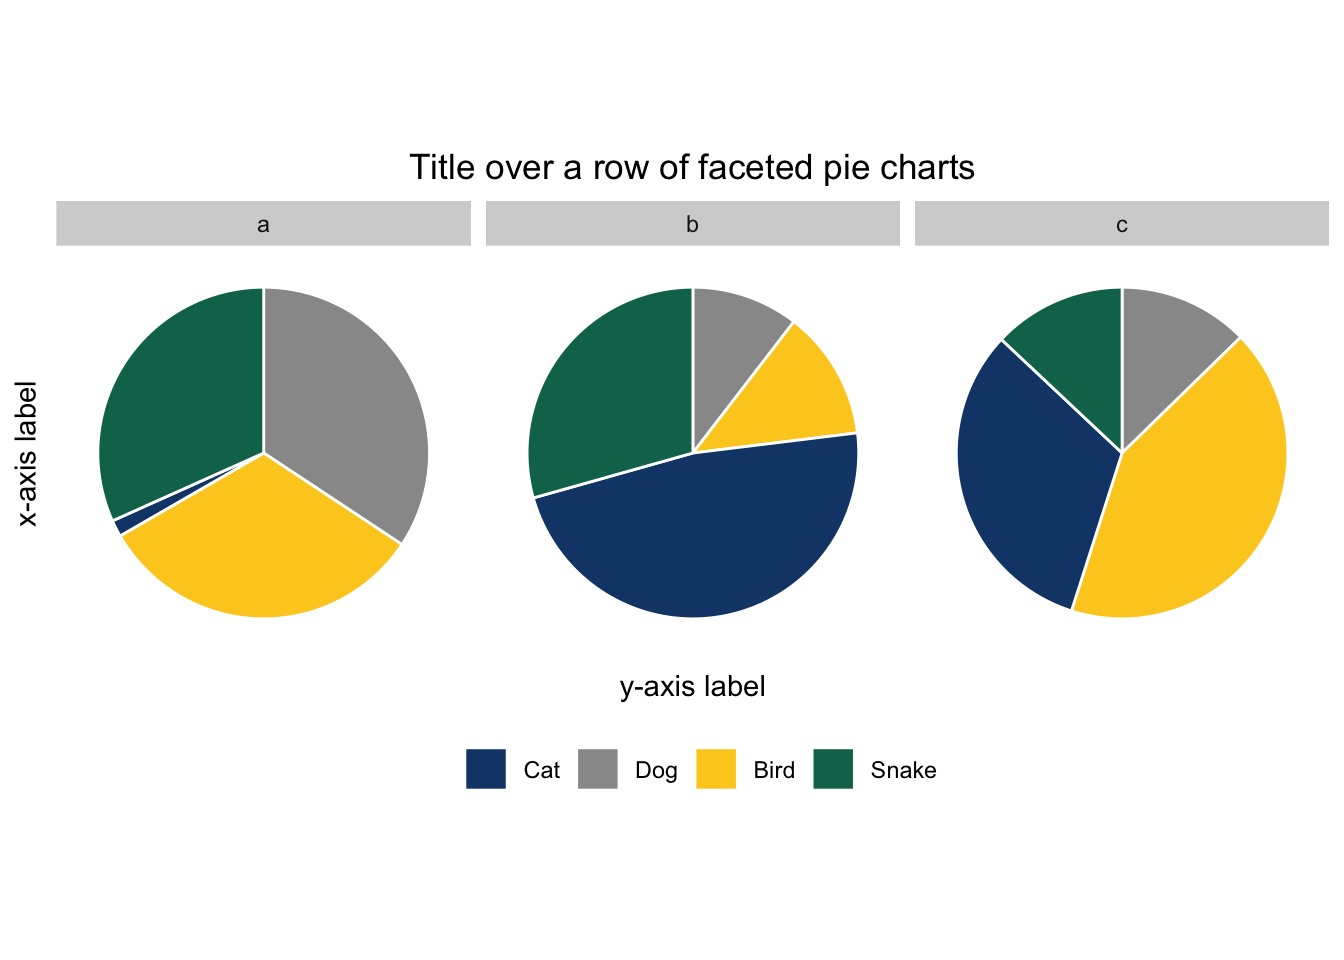 Title over a row of faceted pie charts
a b c
x-axis label
y-axis label
Cat Dog Bird Snake